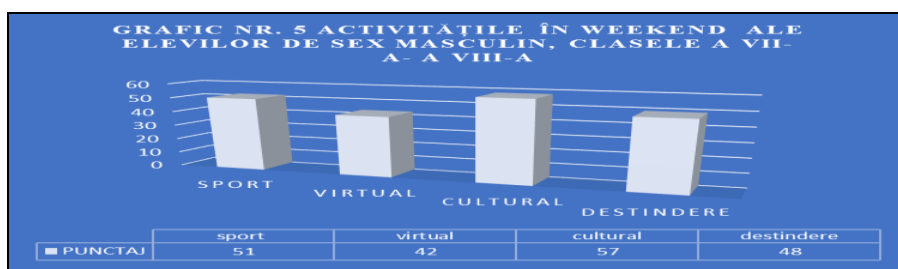 GRAFIC NR. 5 ACTIVITĂȚILE ÎN WEEKEND ALE
ELEVILOR DE SEX MASCULIN, CLASELE A VII-
A- A VIII-A
60
50
40
30
20
10
0
SPORT
VIRTUAL
CULTURAL
DESTINDERE
sport virtual cultural destindere
PUNCTAJ 51 42 57 48